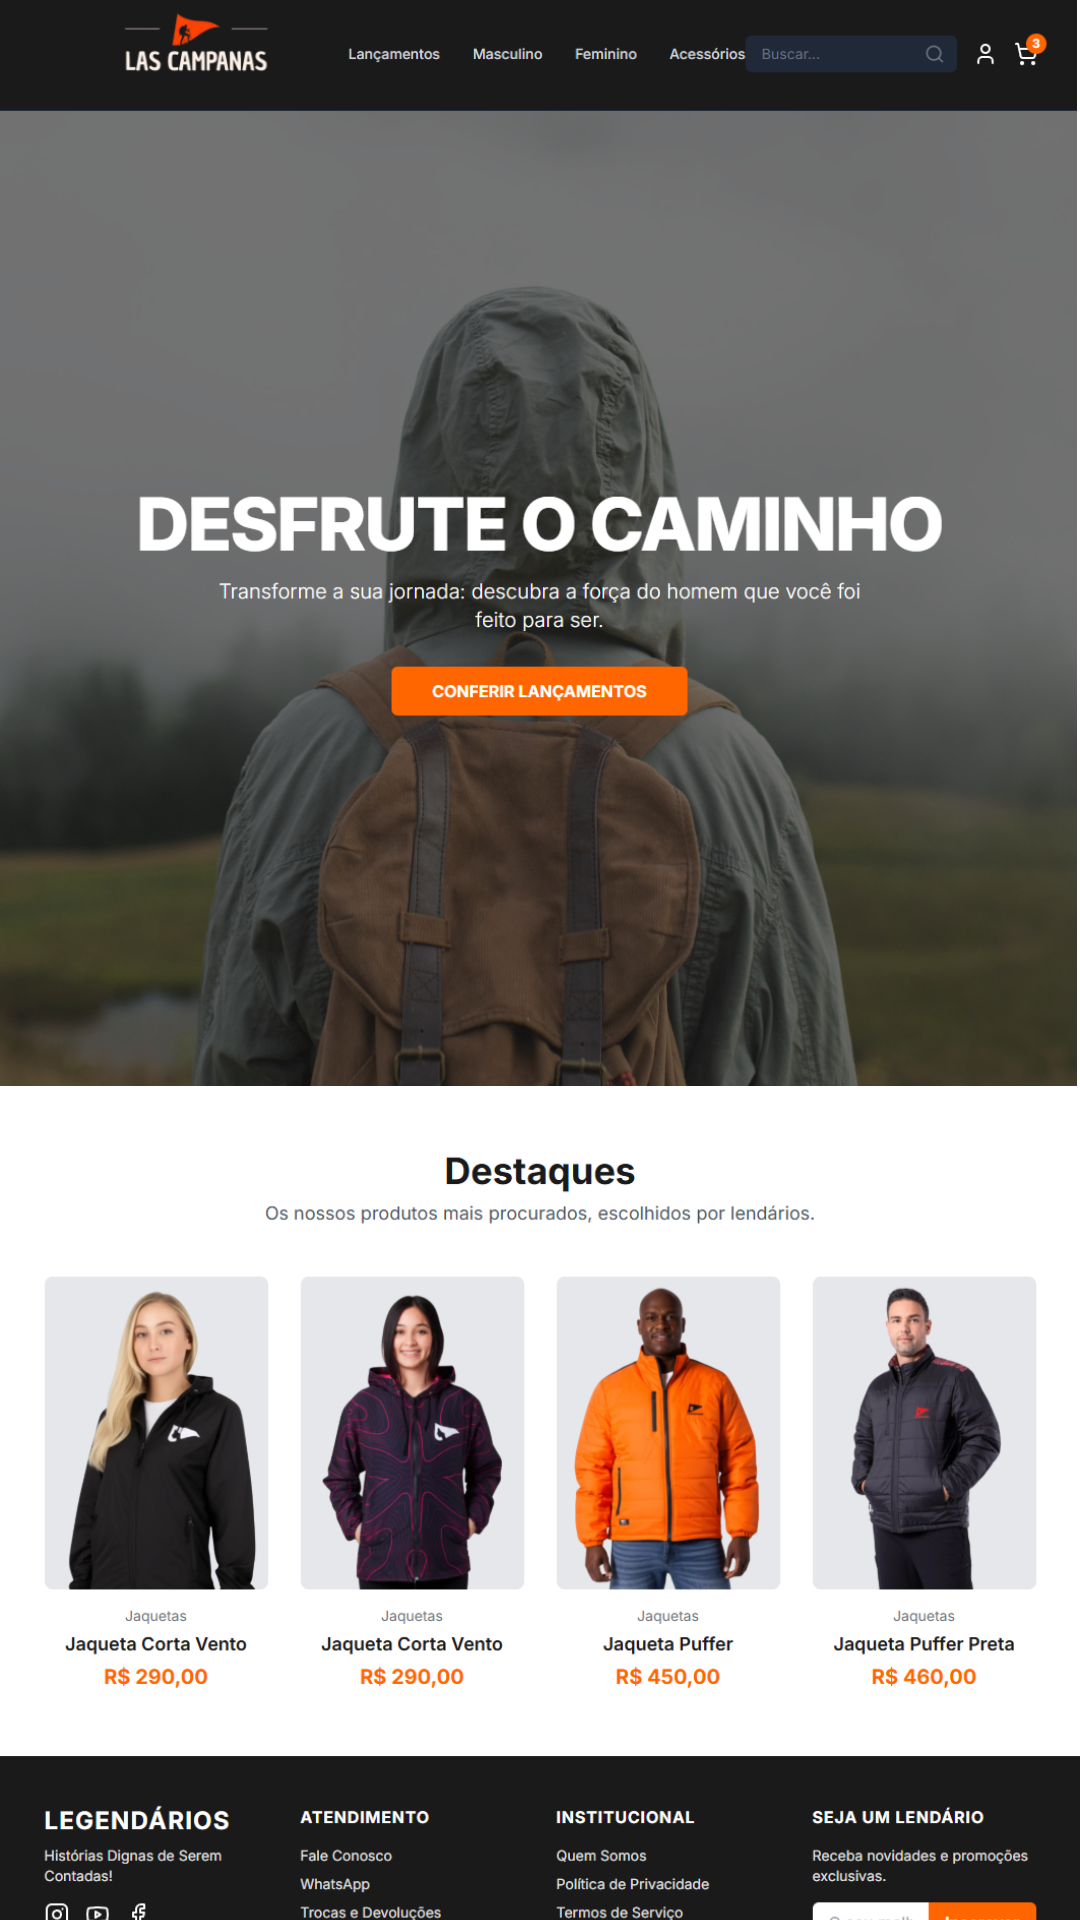 LAS CAMPANAS
Lançamentos
Masculino
Feminino
Acessórios
Buscar...
3
DESFRUTE O CAMINHO
Transforme a sua jornada: descubra a força do homem que você foi
feito para ser.
CONFERIR LANÇAMENTOS
Destaques
Os nossos produtos mais procurados, escolhidos por lendários.
Jaquetas
Jaqueta Corta Vento
R$ 290,00
Jaquetas
Jaqueta Corta Vento
R$ 290,00
Jaquetas
Jaqueta Puffer
R$ 450,00
Jaquetas
Jaqueta Puffer Preta
R$ 460,00
LEGENDÁRIOS
Histórias Dignas de Serem
Contadas!
ATENDIMENTO
Fale Conosco
WhatsApp
Trocas e Devoluções
INSTITUCIONAL
Quem Somos
Política de Privacidade
Termos de Serviço
SEJA UM LENDÁRIO
Receba novidades e promoções
exclusivas.